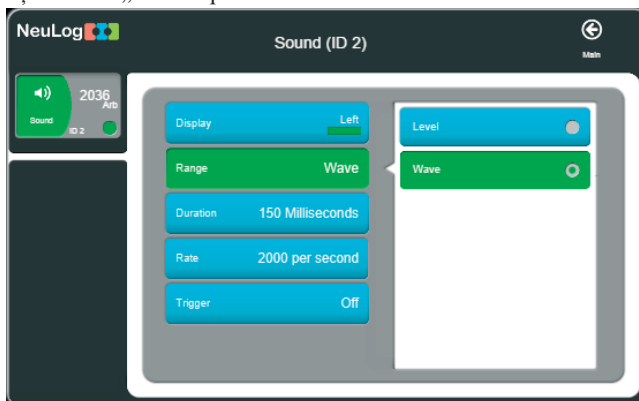 NeuLog
Sound (ID 2)
Main
2036
Arb
Sound
ID 2
Display Left
Range Wave
Duration 150 Milliseconds
Rate 2000 per second
Trigger Off
Level
Wave